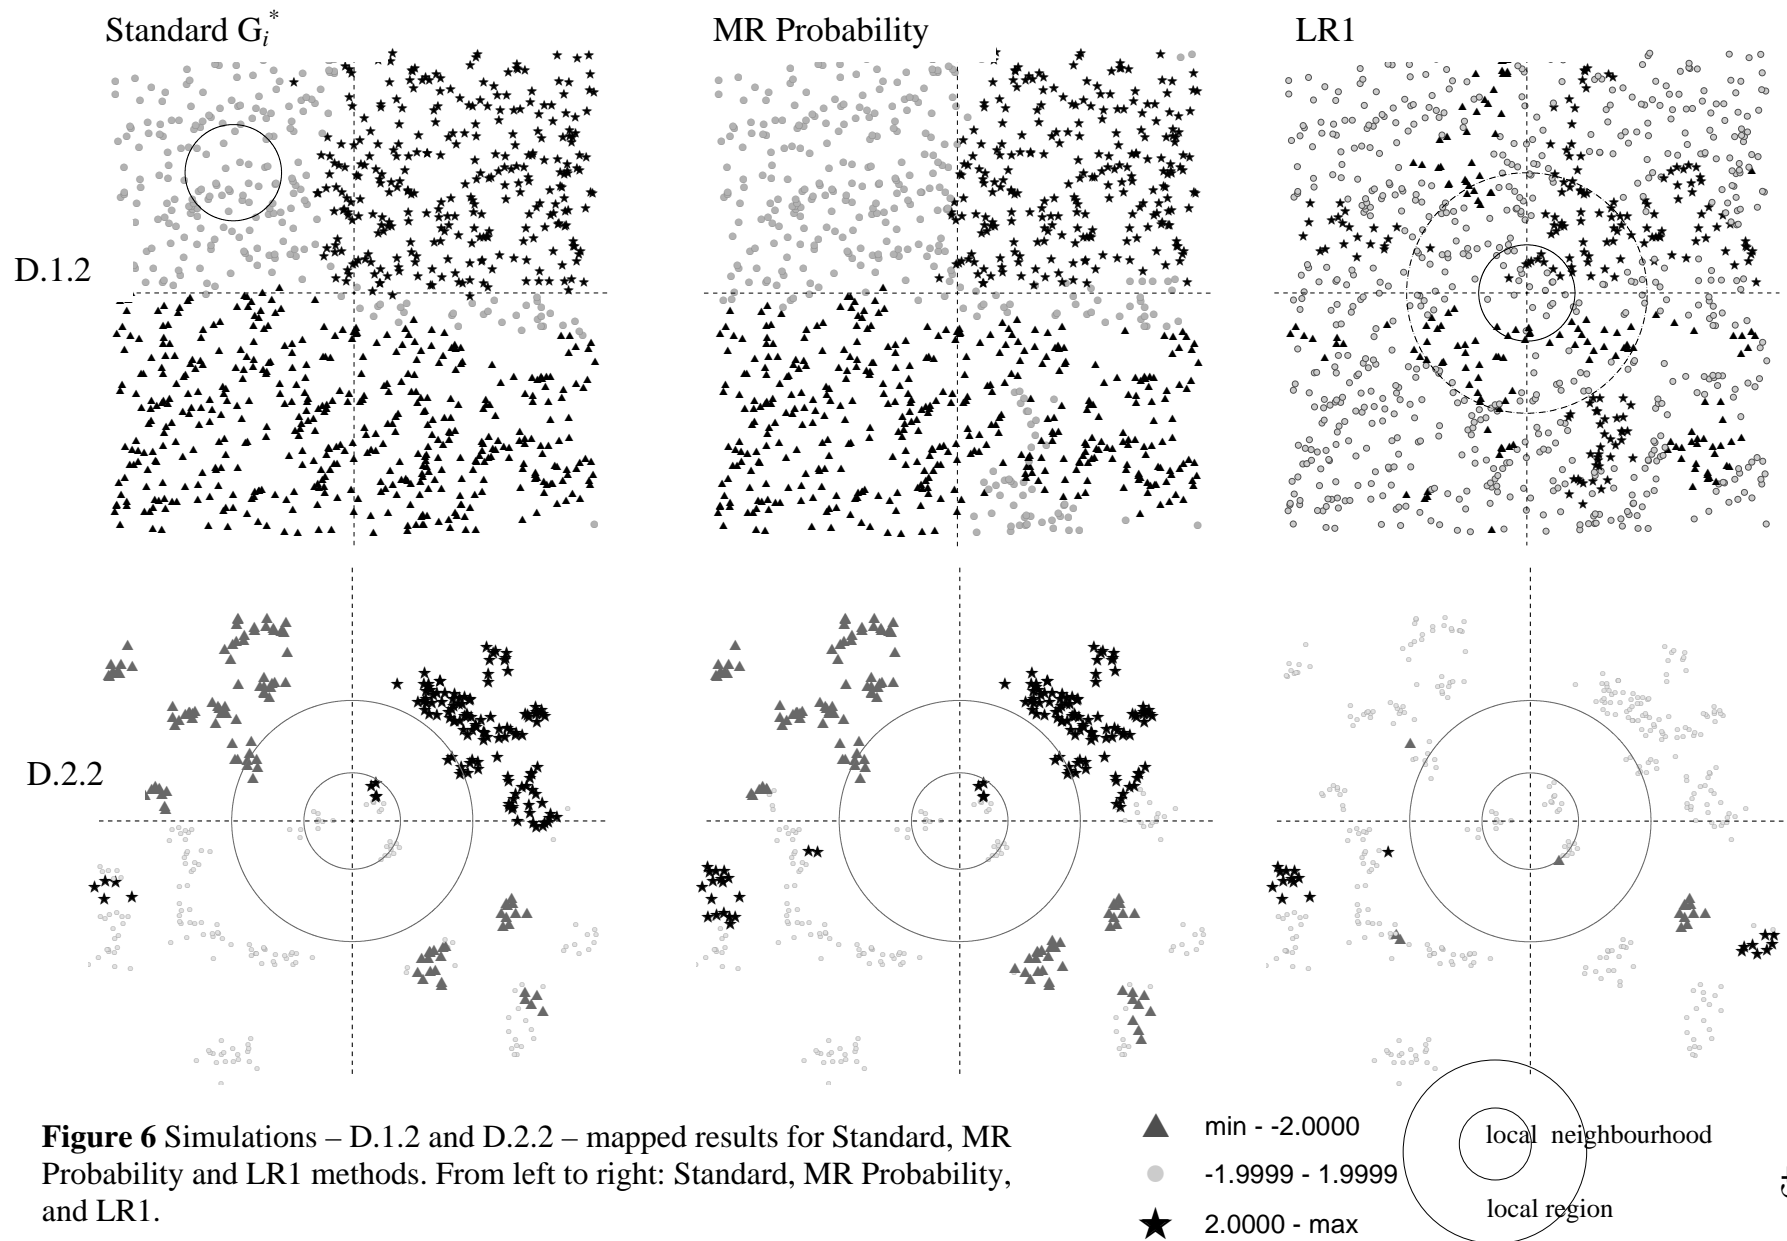 Standard G_i^*
MR Probability
LR1
D.1.2
D.2.2
Figure 6 Simulations – D.1.2 and D.2.2 – mapped results for Standard, MR
Probability and LR1 methods. From left to right: Standard, MR Probability,
and LR1.
min - -2.0000
-1.9999 - 1.9999
2.0000 - max
local neighbourhood
local region